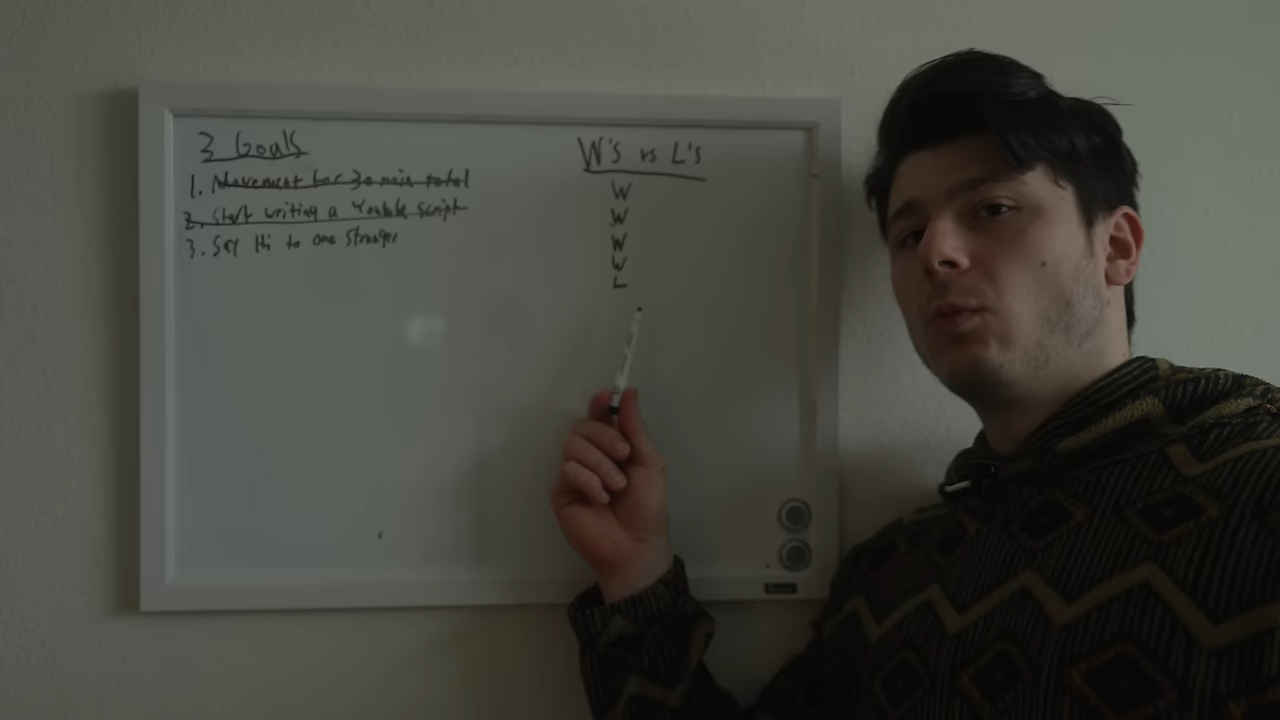 3 Goals
1. Movement for 30 min total
2. Start writing a Youtube script
3. Say Hi to one Stranger
W's vs L's
W
W
W
W
L